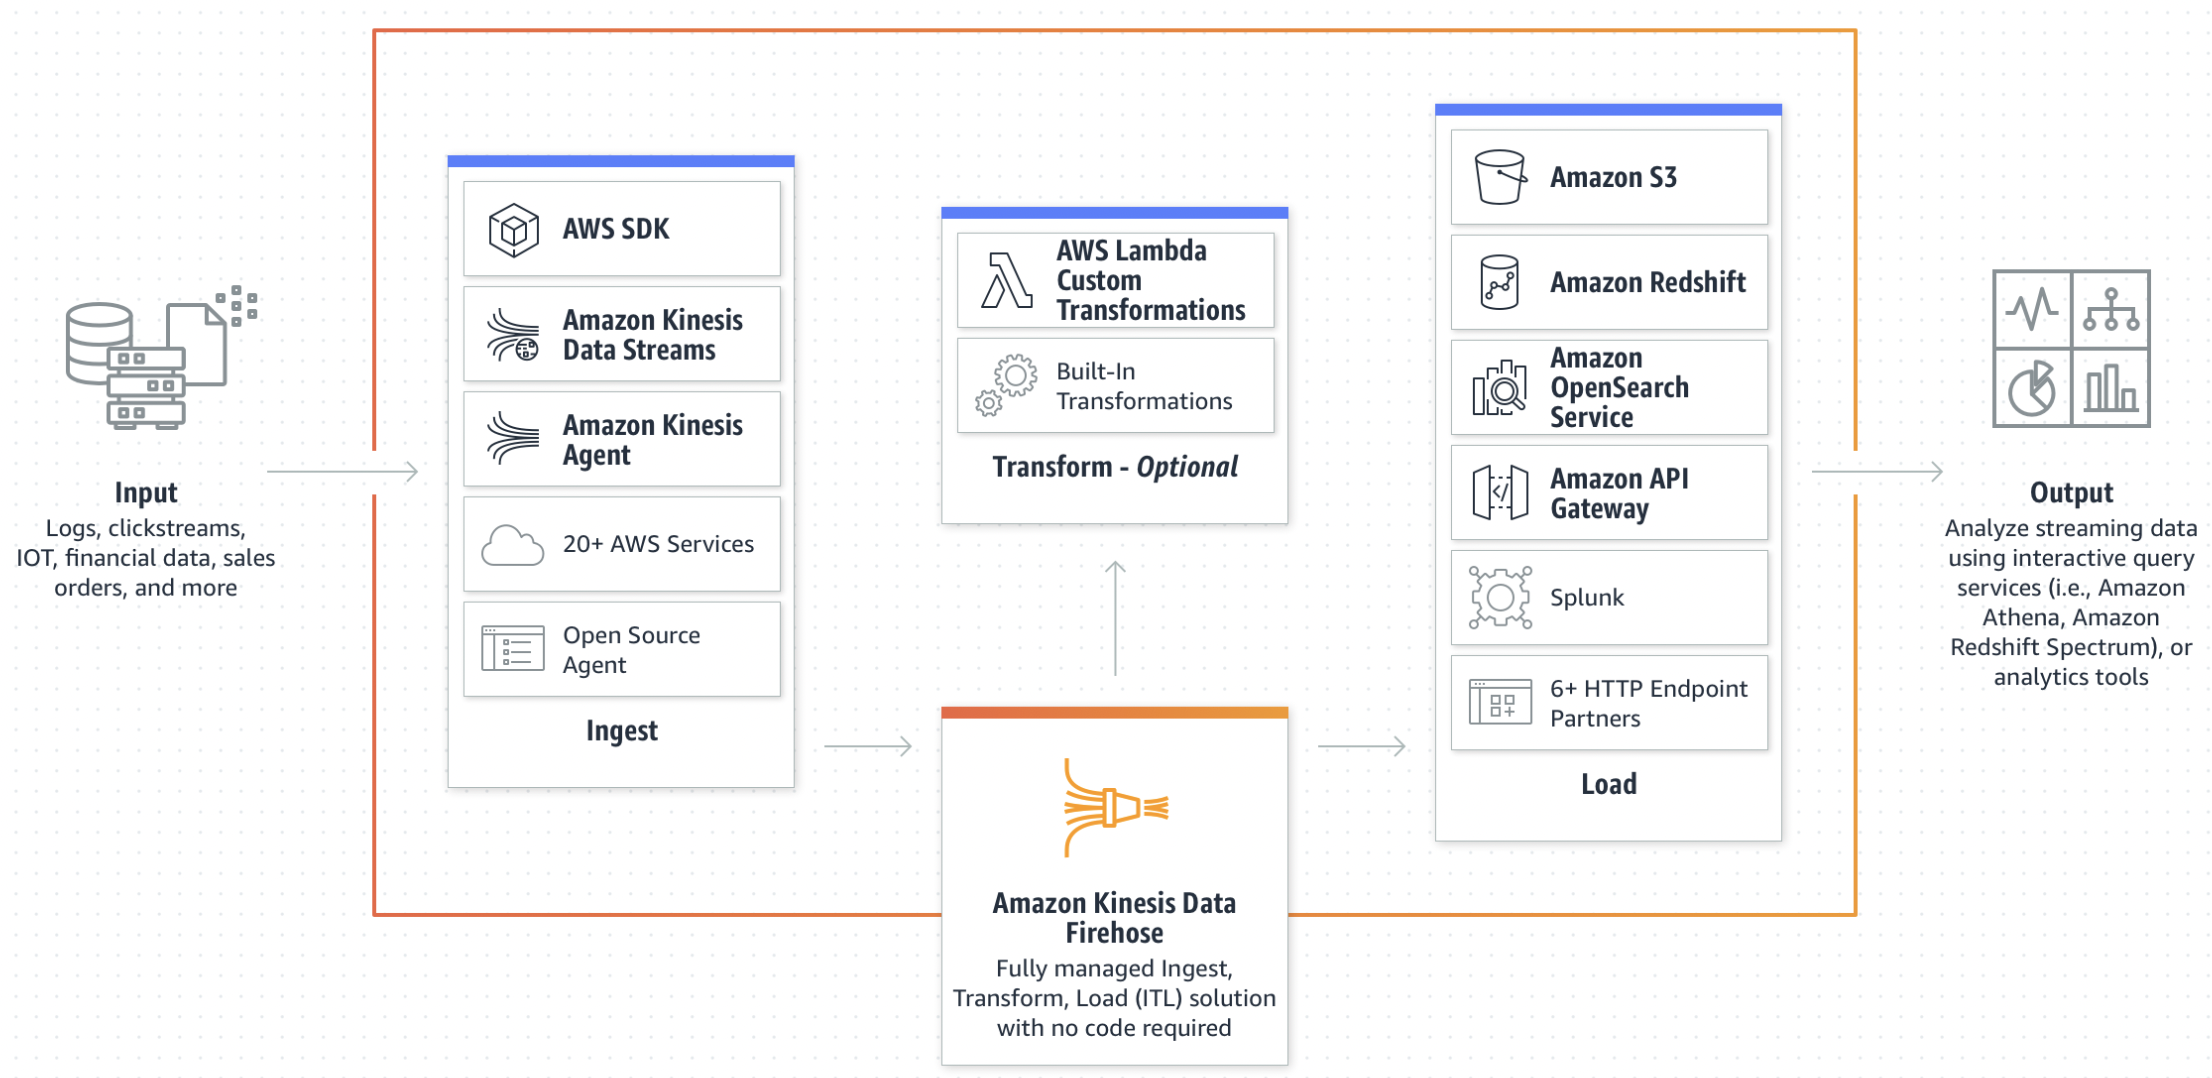 Input
Logs, clickstreams,
IOT, financial data, sales
orders, and more
AWS SDK
Amazon Kinesis
Data Streams
Amazon Kinesis
Agent
20+ AWS Services
Open Source
Agent
Ingest
AWS Lambda
Custom
Transformations
Built-In
Transformations
Transform - Optional
Amazon Kinesis Data
Firehose
Fully managed Ingest,
Transform, Load (ITL) solution
with no code required
Amazon S3
Amazon Redshift
Amazon
OpenSearch
Service
Amazon API
Gateway
Splunk
6+ HTTP Endpoint
Partners
Load
Output
Analyze streaming data
using interactive query
services (i.e., Amazon
Athena, Amazon
Redshift Spectrum), or
analytics tools